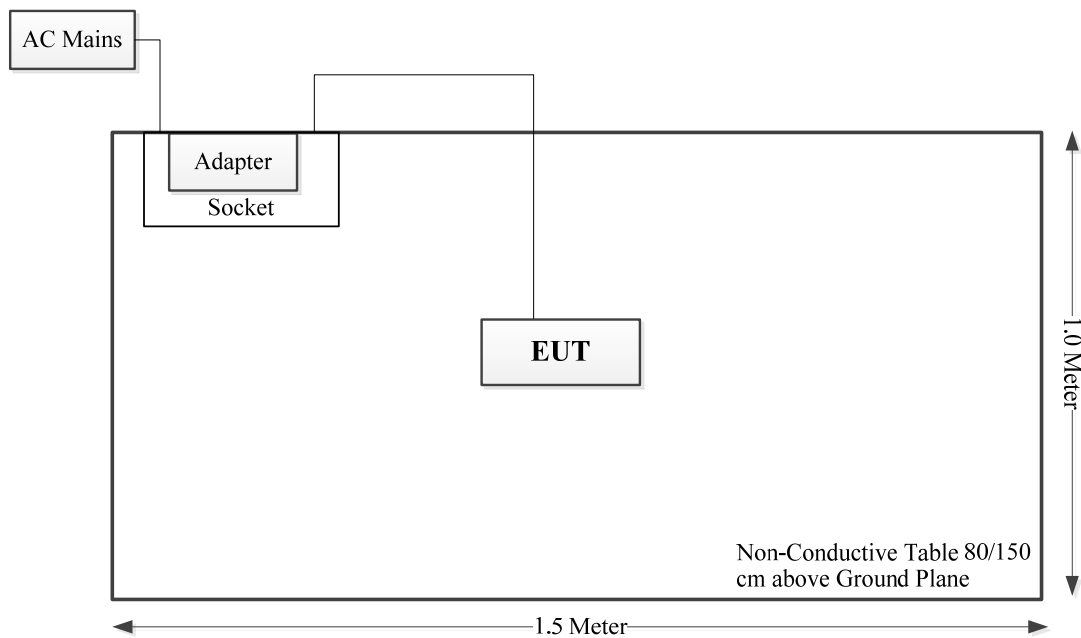 AC Mains
Adapter
Socket
EUT
1.0 Meter
Non-Conductive Table 80/150
cm above Ground Plane
1.5 Meter